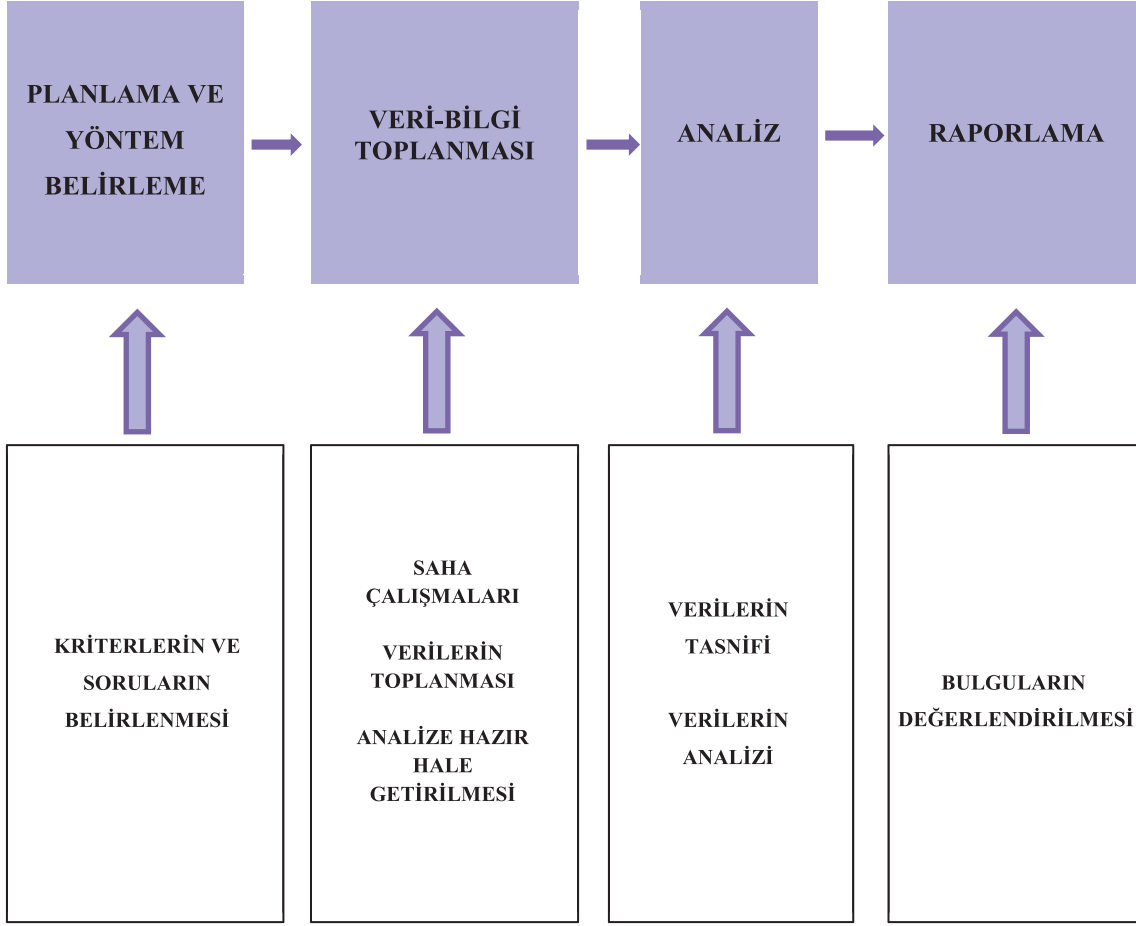 PLANLAMA VE
YÖNTEM
BELİRLEME
VERİ-BİLGİ
TOPLANMASI
ANALİZ
RAPORLAMA
KRİTERLERİN VE
SORULARIN
BELİRLENMESİ
SAHA
ÇALIŞMALARI
VERİLERİN
TOPLANMASI
ANALİZE HAZIR
HALE
GETİRİLMESİ
VERİLERİN
TASNİFİ
VERİLERİN
ANALİZİ
BULGULARIN
DEĞERLENDİRİLMESİ